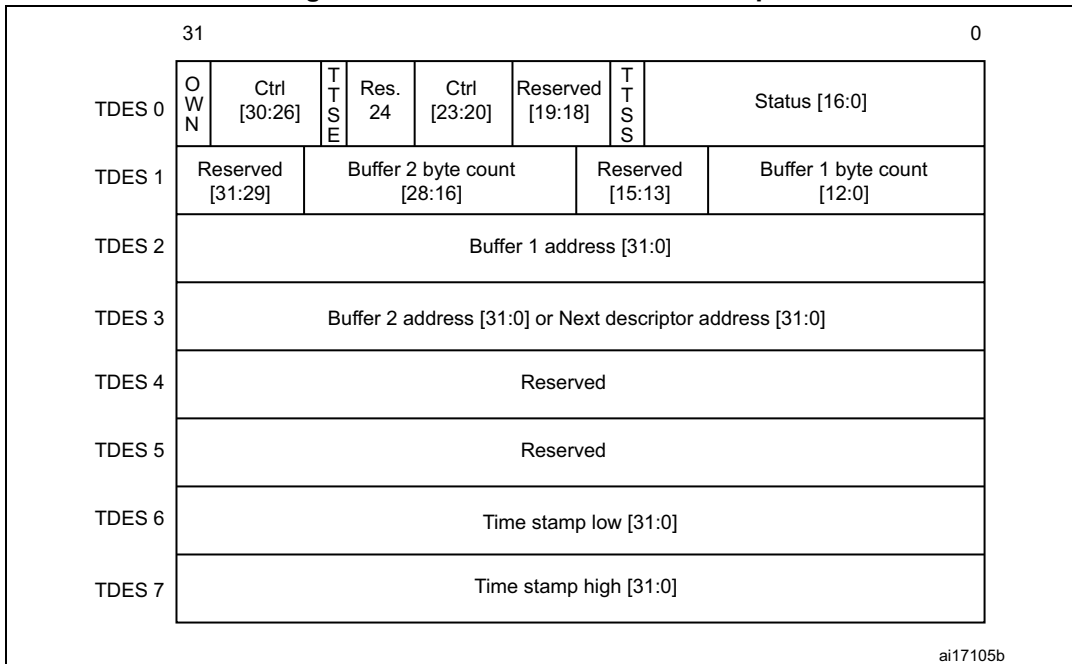 31 0
TDES 0 OWN Ctrl [30:26] TTSE Res. 24 Ctrl [23:20] Reserved [19:18] TTSS Status [16:0]
TDES 1 Reserved [31:29] Buffer 2 byte count [28:16] Reserved [15:13] Buffer 1 byte count [12:0]
TDES 2 Buffer 1 address [31:0]
TDES 3 Buffer 2 address [31:0] or Next descriptor address [31:0]
TDES 4 Reserved
TDES 5 Reserved
TDES 6 Time stamp low [31:0]
TDES 7 Time stamp high [31:0]
ai17105b